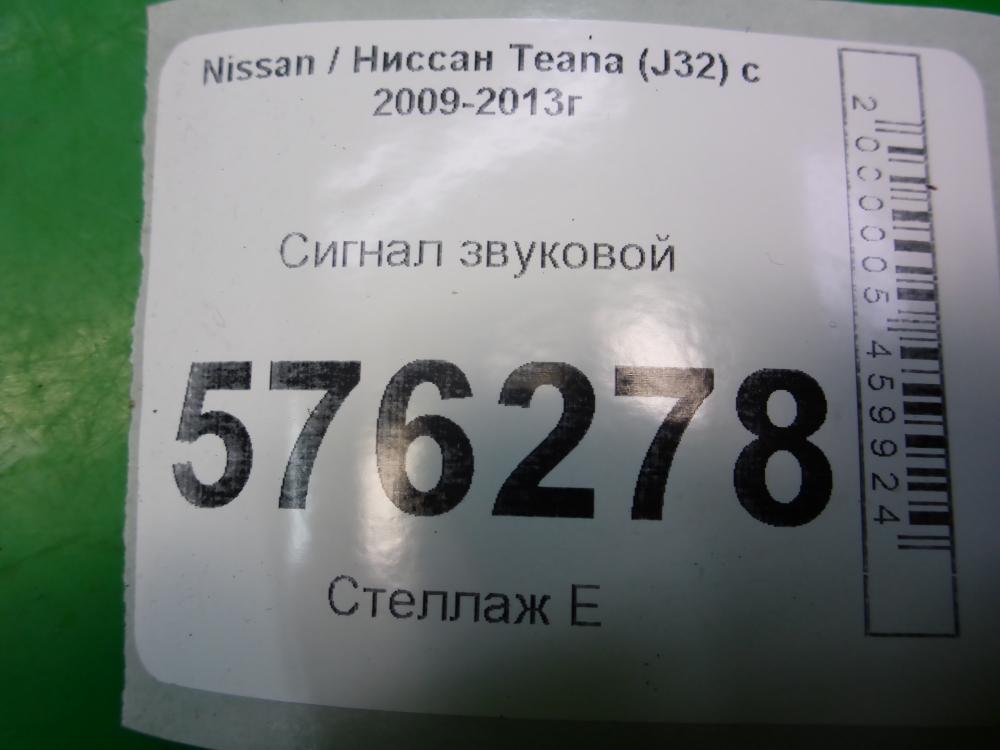 Nissan / Ниссан Teana (J32) с
2009-2013г
Сигнал звуковой
576278
Стеллаж Е
2000005459924